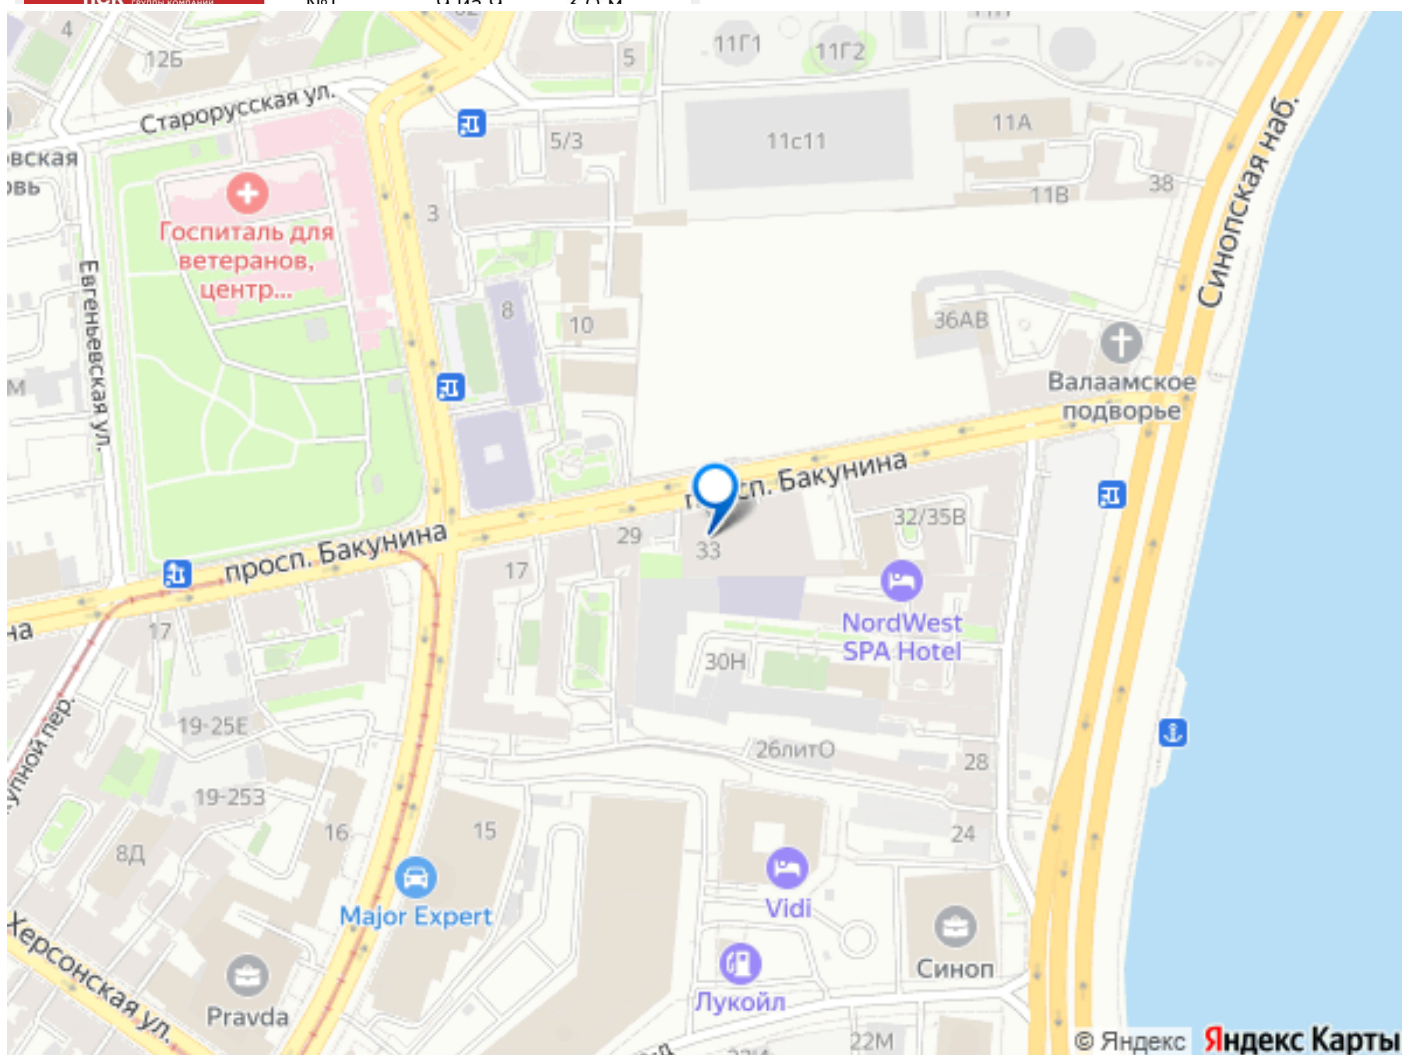 ГРУППЫ КОМПАНИЙ
4
12Б
5
11Г1
11Г2
Старорусская ул.
5/3
11с11
11А
38
11В
Синопская наб.
3
Госпиталь для
ветеранов,
центр...
Евгеньевская ул.
8
10
36АВ
Валаамское
подворье
просп. Бакунина
32/35В
29
33
просп. Бакунина
17
NordWest
SPA Hotel
17
30Н
19-25Е
26литО
28
19-253
16
15
24
8Д
Major Expert
Vidi
Херсонская ул.
Синоп
Pravda
Лукойл
22М
© Яндекс Яндекс Карты